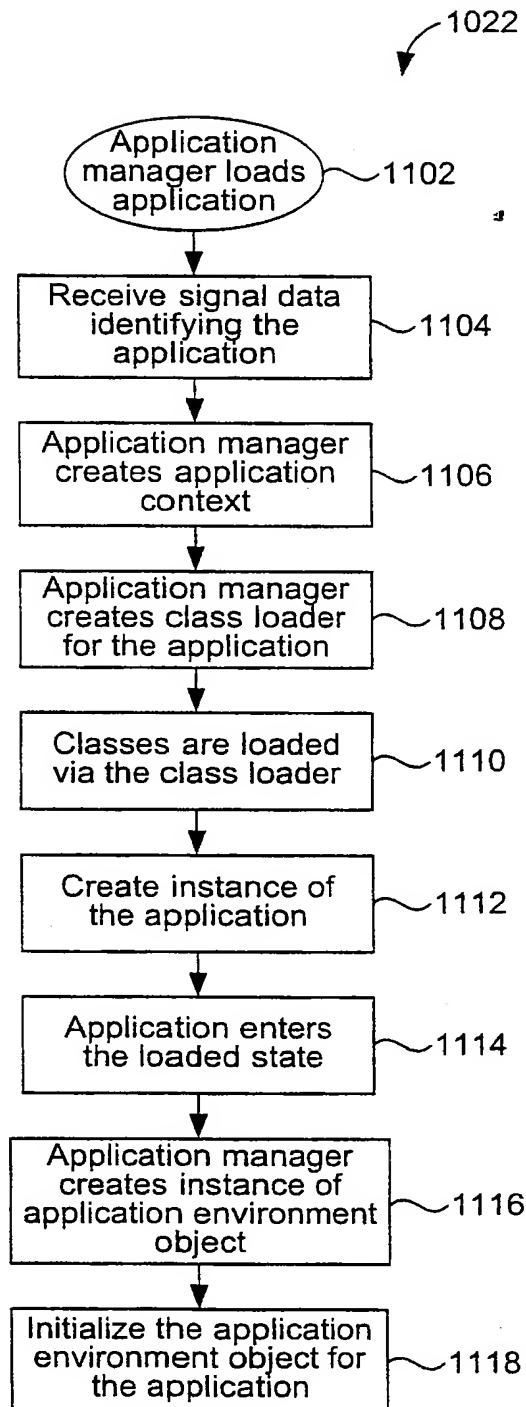 1022
Application
manager loads
application
1102
Receive signal data
identifying the
application
1104
Application manager
creates application
context
1106
Application manager
creates class loader
for the application
1108
Classes are loaded
via the class loader
1110
Create instance of
the application
1112
Application enters
the loaded state
1114
Application manager
creates instance of
application environment
object
1116
Initialize the application
environment object for
the application
1118